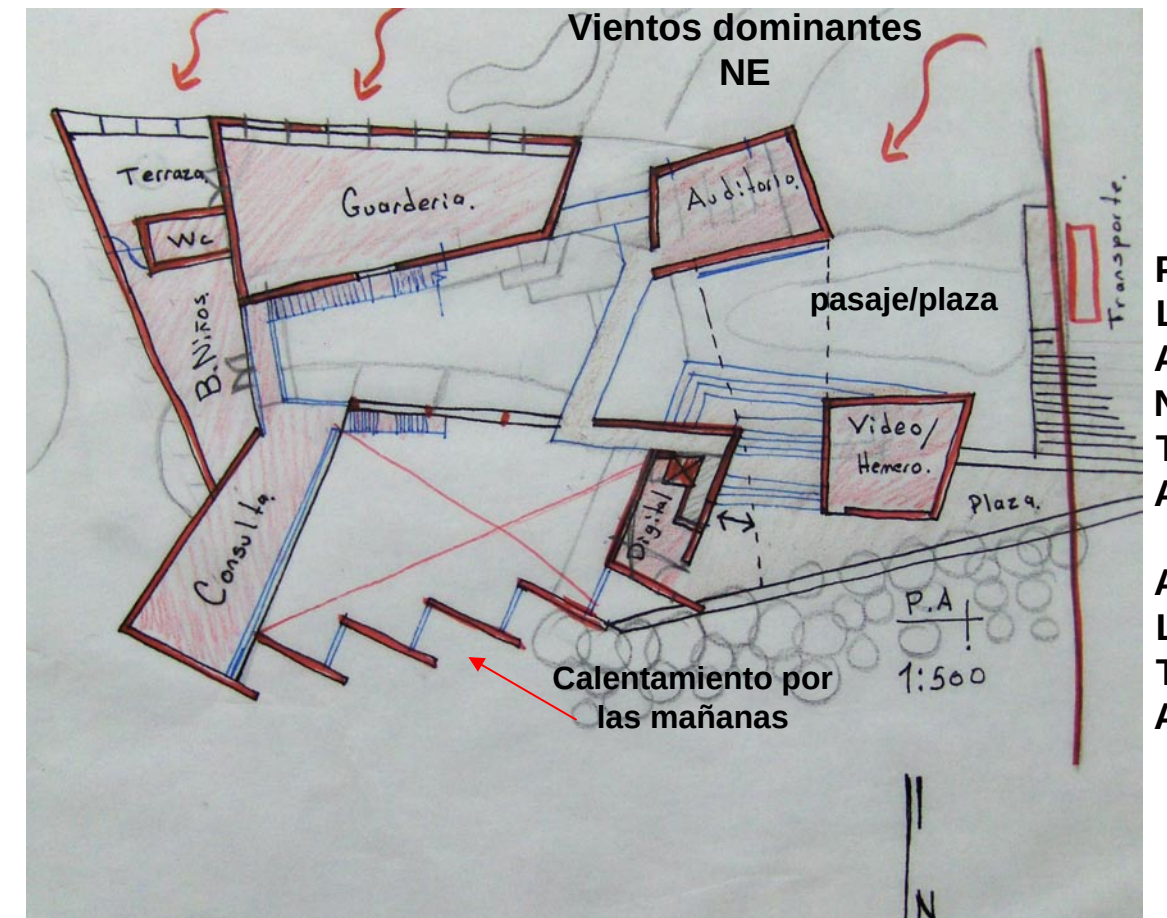 Vientos dominantes
NE
Terraza.
Guarderia.
Auditorio.
Wc
Transporte.
pasaje/plaza
B.Niños.
Video/
Hemero.
Consulta.
Digital
Plaza.
P.A
1:500
Calentamiento por
las mañanas
N
P
L
A
N
T
A
A
L
T
A